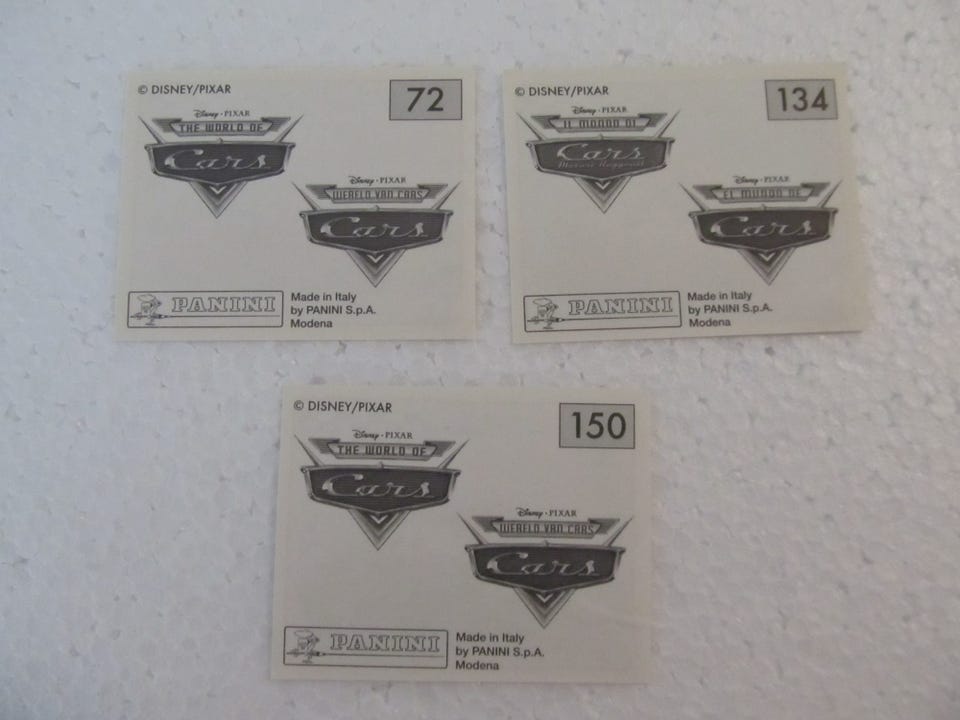 © DISNEY/PIXAR
72
Disney · PIXAR
THE WORLD OF
Cars
Disney · PIXAR
WERELD VAN CARS
Cars
PANINI
Made in Italy
by PANINI S.p.A.
Modena
© DISNEY/PIXAR
134
Disney · PIXAR
IL MONDO DI
Cars
Motori Ruggenti
Disney · PIXAR
EL MUNDO DE
Cars
PANINI
Made in Italy
by PANINI S.p.A.
Modena
© DISNEY/PIXAR
150
Disney · PIXAR
THE WORLD OF
Cars
Disney · PIXAR
WERELD VAN CARS
Cars
PANINI
Made in Italy
by PANINI S.p.A.
Modena